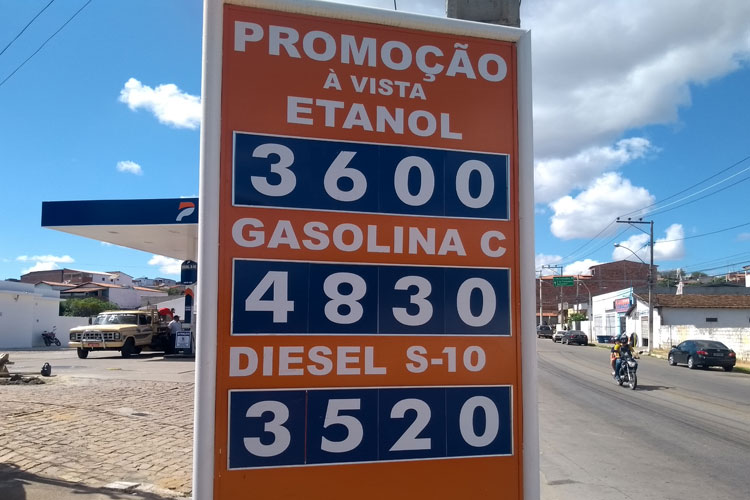 PROMOÇÃO
À VISTA
ETANOL
3600
GASOLINA C
4830
DIESEL S-10
3520